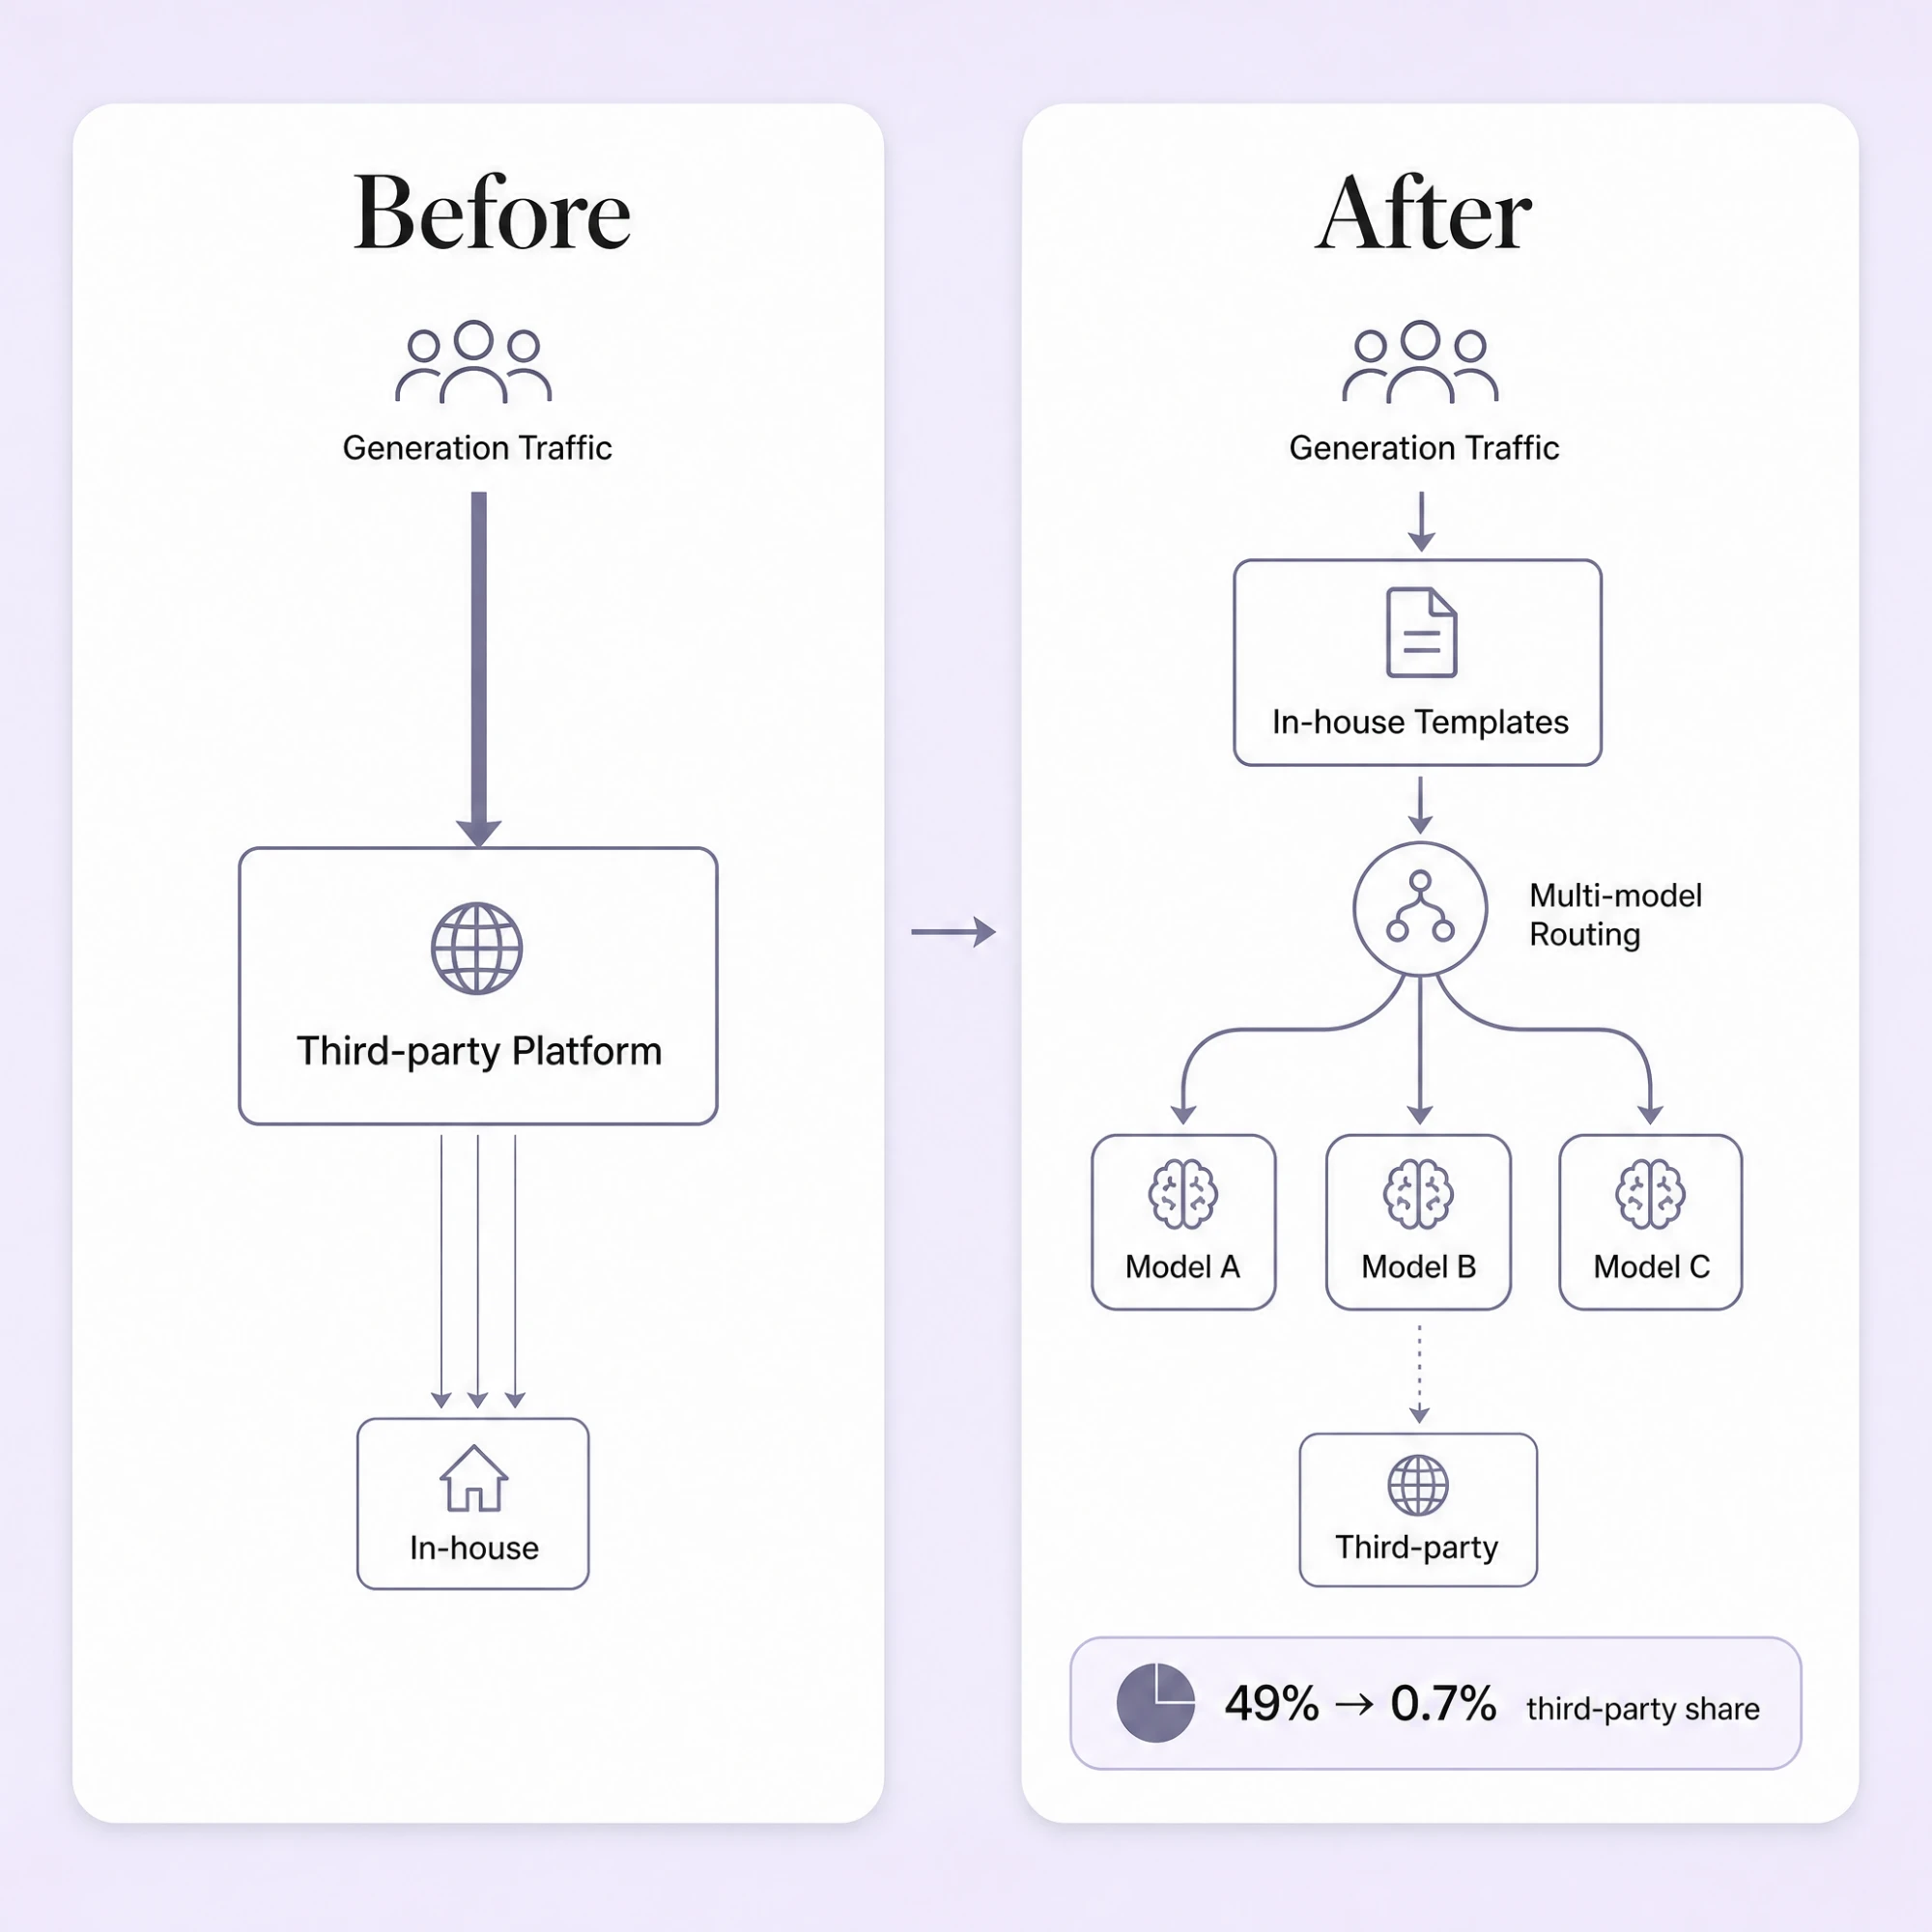 Before
Generation Traffic
Third-party Platform
In-house
After
Generation Traffic
In-house Templates
Multi-model
Routing
Model A
Model B
Model C
Third-party
49% → 0.7% third-party share